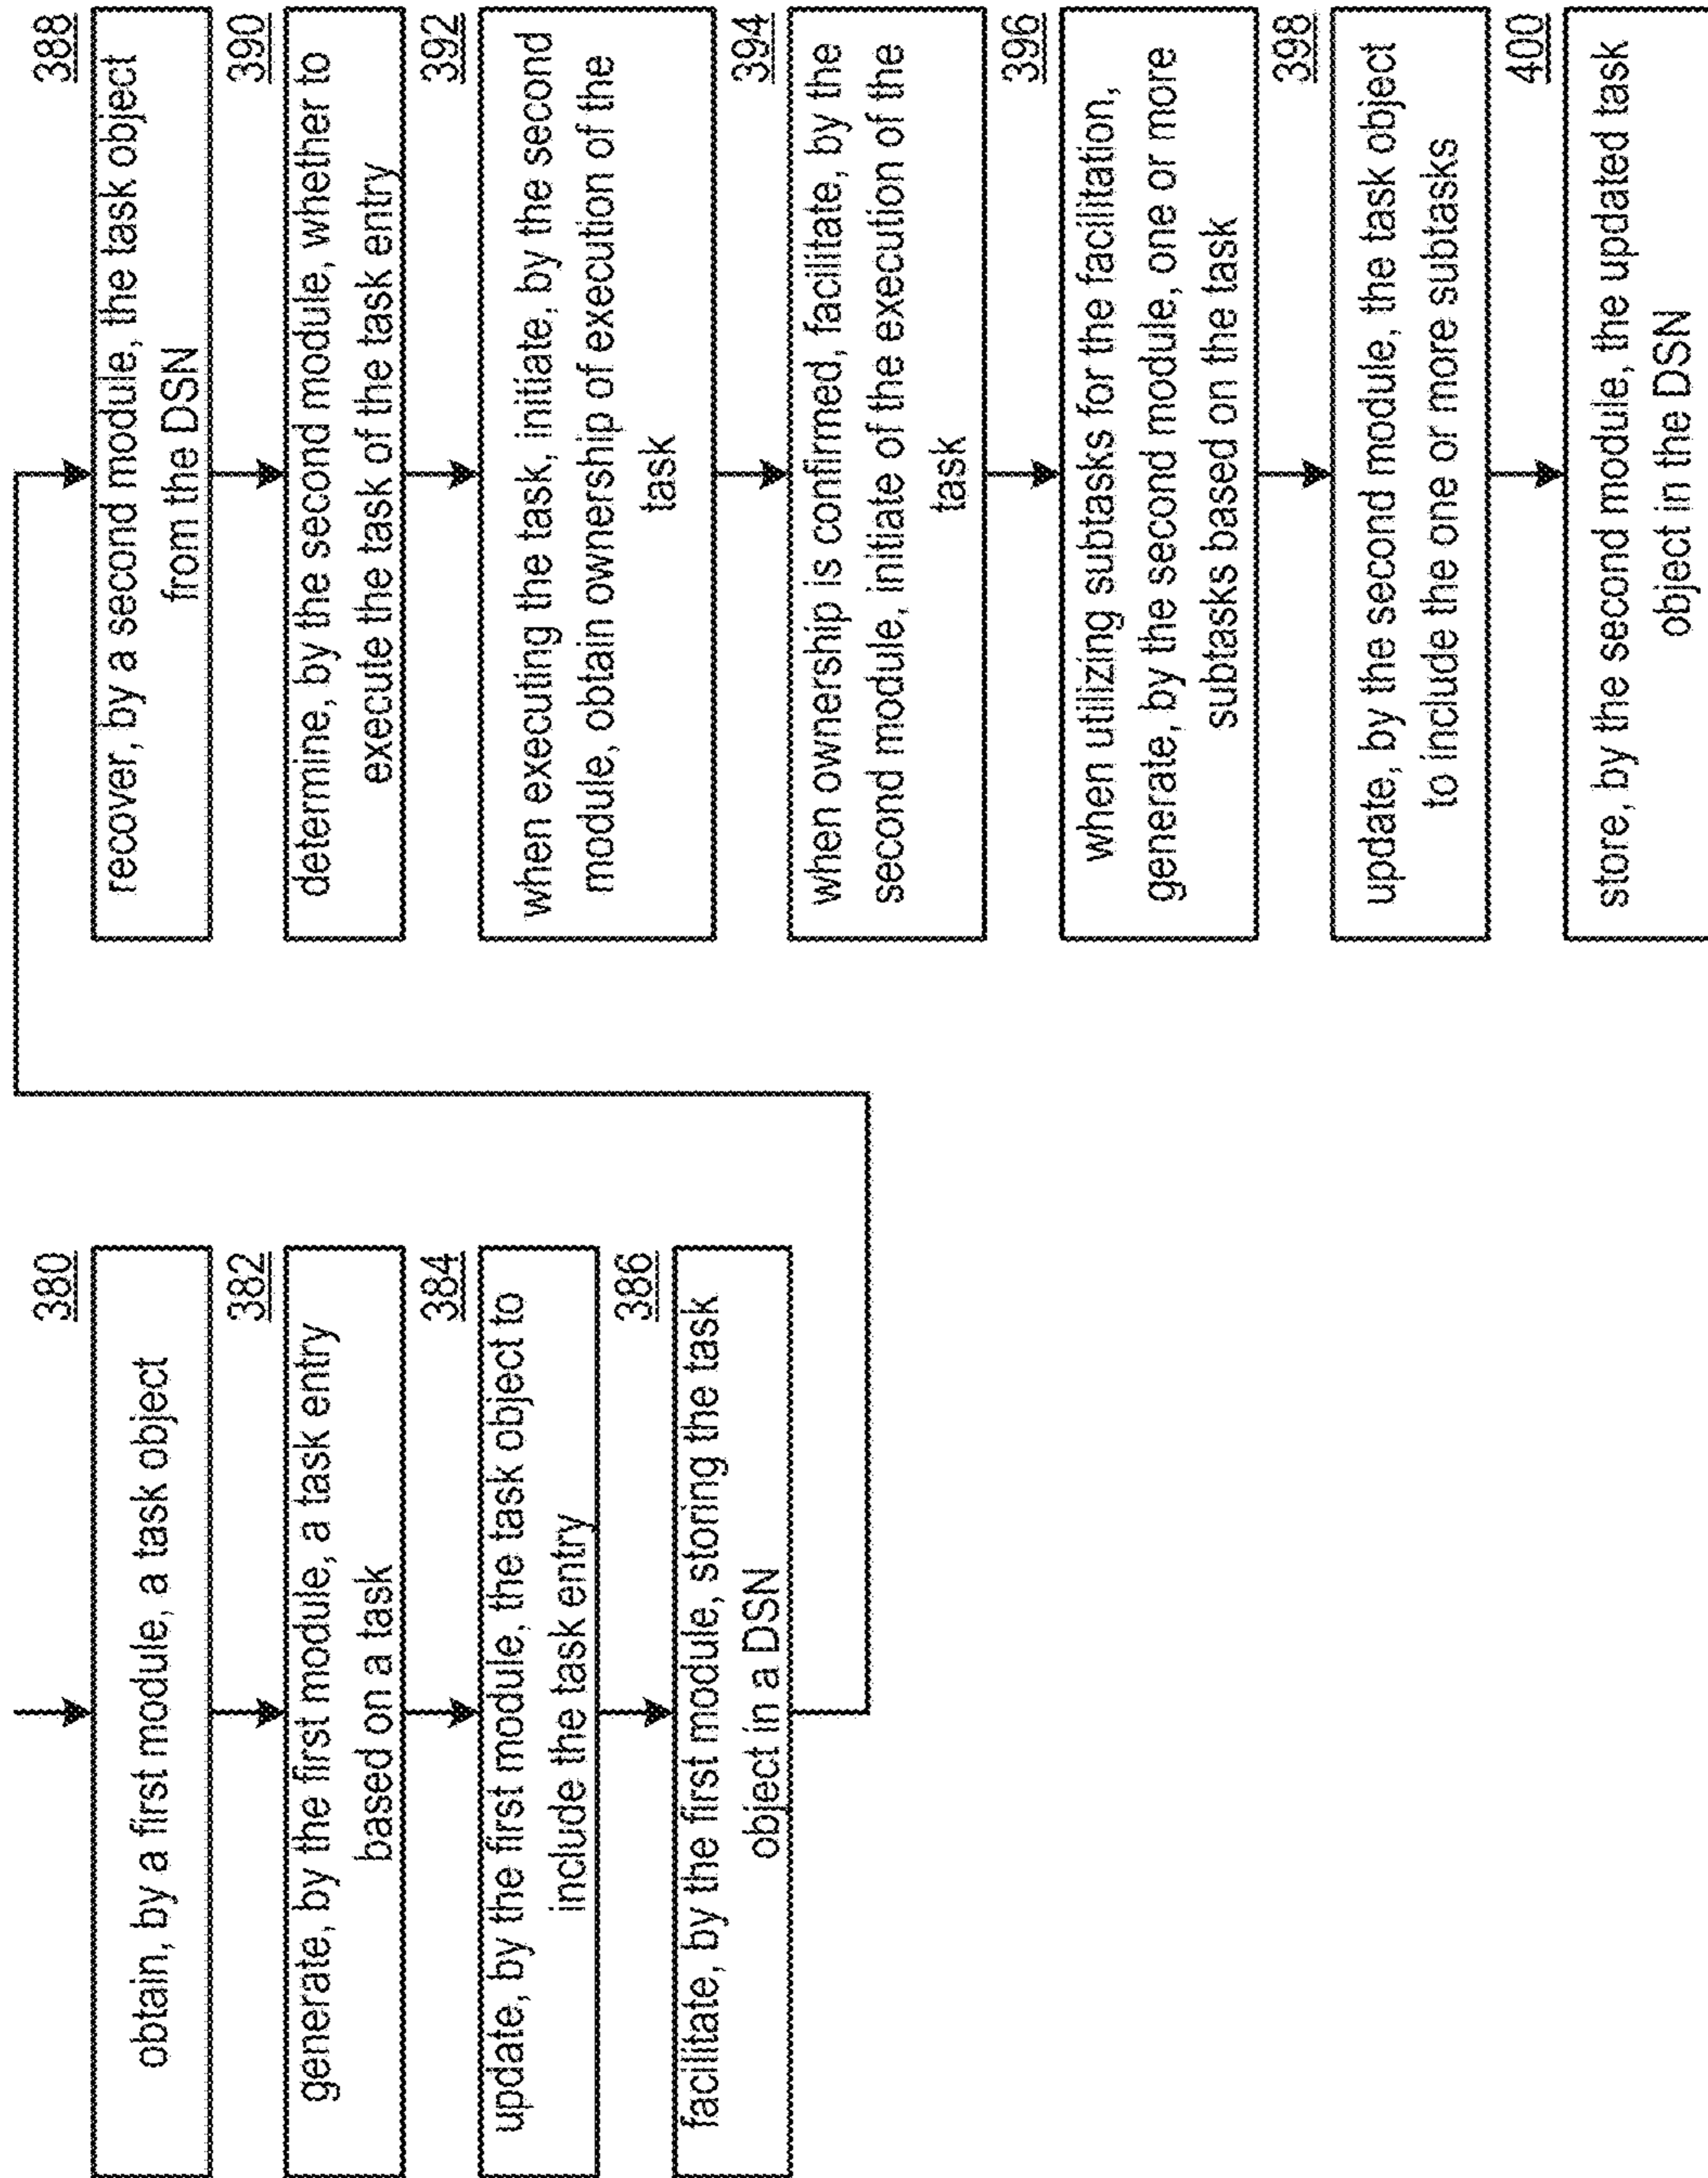 380
obtain, by a first module, a task object
382
generate, by the first module, a task entry
based on a task
384
update, by the first module, the task object to
include the task entry
386
facilitate, by the first module, storing the task
object in a DSN
388
recover, by a second module, the task object
from the DSN
390
determine, by the second module, whether to
execute the task of the task entry
392
when executing the task, initiate, by the second
module, obtain ownership of execution of the
task
394
when ownership is confirmed, facilitate, by the
second module, initiate of the execution of the
task
396
when utilizing subtasks for the facilitation,
generate, by the second module, one or more
subtasks based on the task
398
update, by the second module, the task object
to include the one or more subtasks
400
store, by the second module, the updated task
object in the DSN